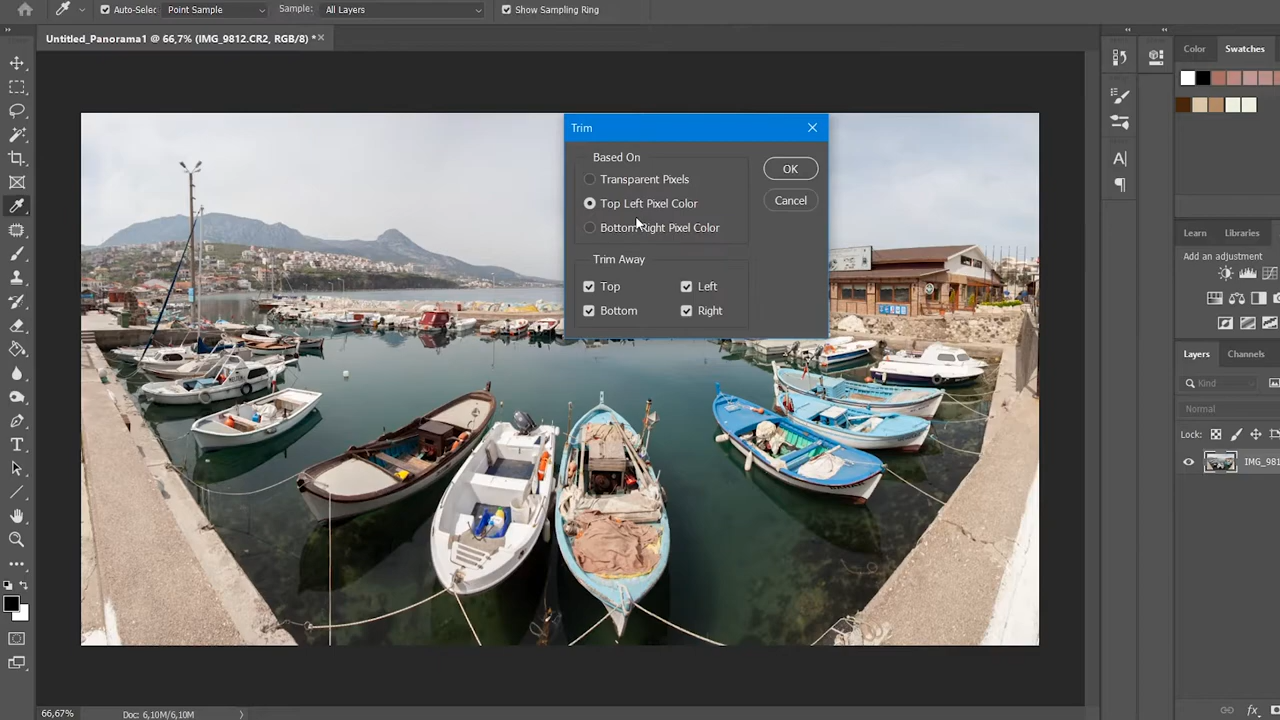 Auto-Selec
Point Sample
Sample:
All Layers
Show Sampling Ring
Untitled_Panorama1 @ 66,7% (IMG_9812.CR2, RGB/8) *
Color
Swatches
Trim
Based On
Transparent Pixels
OK
Top Left Pixel Color
Cancel
Bottom Right Pixel Color
Trim Away
Top
Left
Bottom
Right
Learn
Libraries
Add an adjustment
Layers
Channels
Kind
Normal
Lock:
IMG_981
fx
66,67%
Doc: 6,10M/6,10M